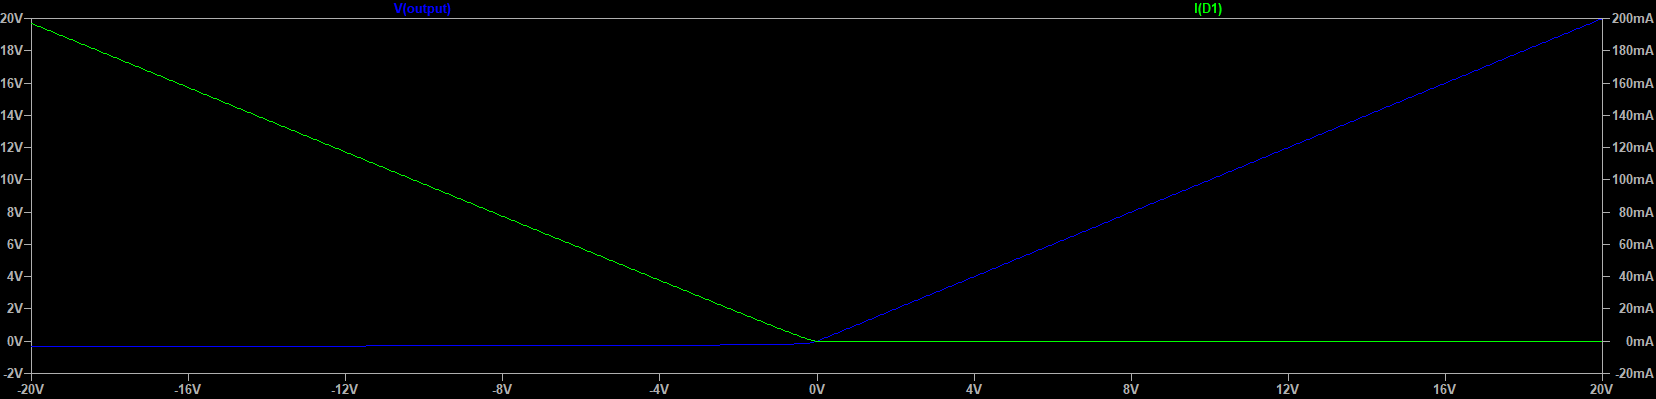 V(output) I(D1)
20V 200mA
18V 180mA
16V 160mA
14V 140mA
12V 120mA
10V 100mA
8V 80mA
6V 60mA
4V 40mA
2V 20mA
0V 0mA
-2V -20mA
-20V -16V -12V -8V -4V 0V 4V 8V 12V 16V 20V